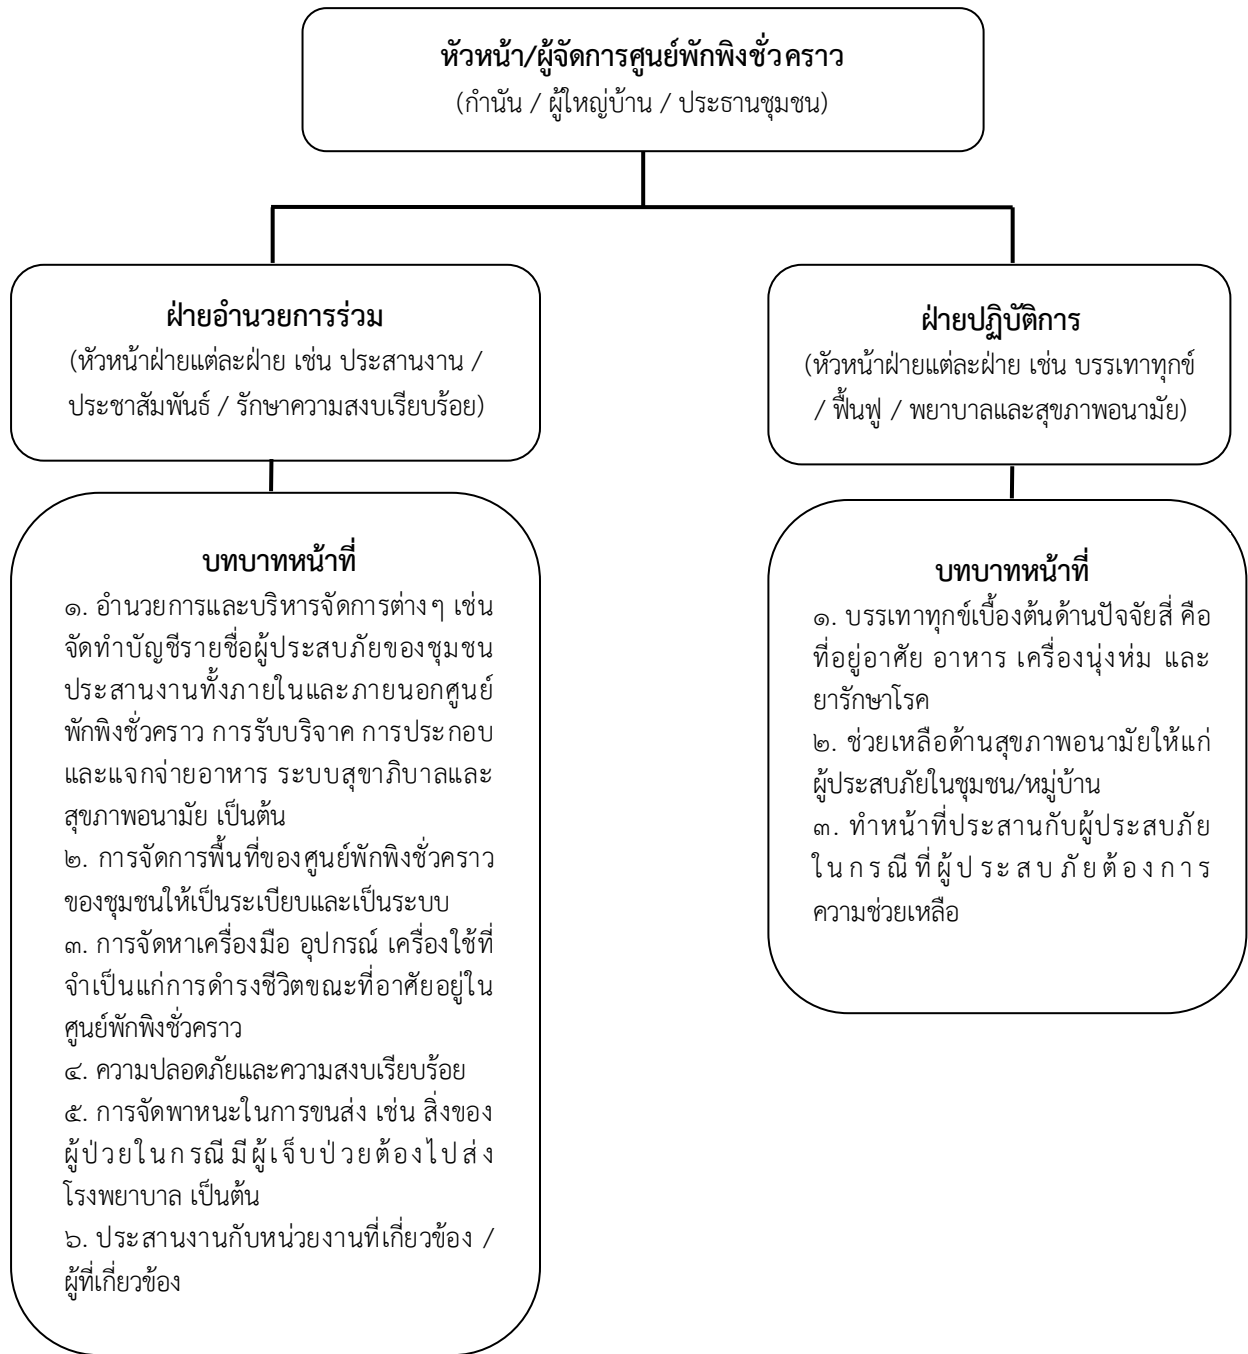 หัวหน้า/ผู้จัดการศูนย์พักพิงชั่วคราว
(กำนัน / ผู้ใหญ่บ้าน / ประธานชุมชน)
ฝ่ายอำนวยการร่วม
(หัวหน้าฝ่ายแต่ละฝ่าย เช่น ประสานงาน /
ประชาสัมพันธ์ / รักษาความสงบเรียบร้อย)
ฝ่ายปฏิบัติการ
(หัวหน้าฝ่ายแต่ละฝ่าย เช่น บรรเทาทุกข์
/ ฟื้นฟู / พยาบาลและสุขภาพอนามัย)
บทบาทหน้าที่
๑. อำนวยการและบริหารจัดการต่างๆ เช่น
จัดทำบัญชีรายชื่อผู้ประสบภัยของชุมชน
ประสานงานทั้งภายในและภายนอกศูนย์
พักพิงชั่วคราว การรับบริจาค การประกอบ
และแจกจ่ายอาหาร ระบบสุขาภิบาลและ
สุขภาพอนามัย เป็นต้น
๒. การจัดการพื้นที่ของศูนย์พักพิงชั่วคราว
ของชุมชนให้เป็นระเบียบและเป็นระบบ
๓. การจัดหาเครื่องมือ อุปกรณ์ เครื่องใช้ที่
จำเป็นแก่การดำรงชีวิตขณะที่อาศัยอยู่ใน
ศูนย์พักพิงชั่วคราว
๔. ความปลอดภัยและความสงบเรียบร้อย
๕. การจัดพาหนะในการขนส่ง เช่น สิ่งของ
ผู้ป่วยในกรณีมีผู้เจ็บป่วยต้องไปส่ง
โรงพยาบาล เป็นต้น
๖. ประสานงานกับหน่วยงานที่เกี่ยวข้อง /
ผู้ที่เกี่ยวข้อง
บทบาทหน้าที่
๑. บรรเทาทุกข์เบื้องต้นด้านปัจจัยสี่ คือ
ที่อยู่อาศัย อาหาร เครื่องนุ่งห่ม และ
ยารักษาโรค
๒. ช่วยเหลือด้านสุขภาพอนามัยให้แก่
ผู้ประสบภัยในชุมชน/หมู่บ้าน
๓. ทำหน้าที่ประสานกับผู้ประสบภัย
ในกรณีที่ผู้ประสบภัยต้องการ
ความช่วยเหลือ